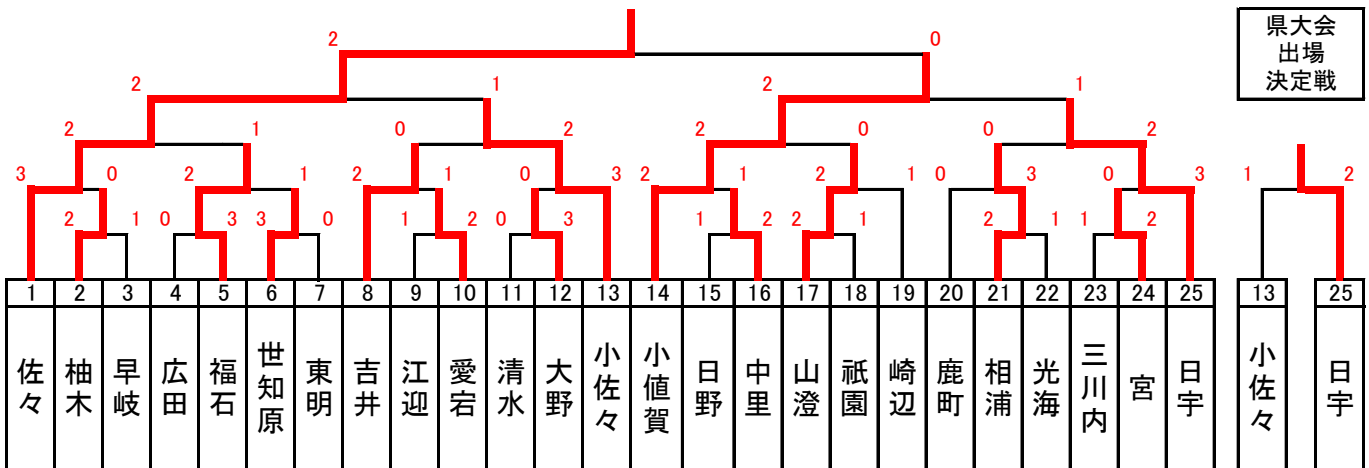 2 0 県大会
出場
決定戦
2 1 2 1
2 1 0 2 2 0 0 2
3 0 2 1 2 1 0 3 2 1 2 1 0 3 0 3 1 2
2 1 0 3 3 0 1 2 0 3 1 2 2 1 2 1 1 2
1 2 3 4 5 6 7 8 9 10 11 12 13 14 15 16 17 18 19 20 21 22 23 24 25 13 25
佐々
柚木
早岐
広田
福石
世知原
東明
吉井
江迎
愛宕
清水
大野
小佐々
小値賀
日野
中里
山澄
祇園
崎辺
鹿町
相浦
光海
三川内
宮
日宇
小佐々
日宇